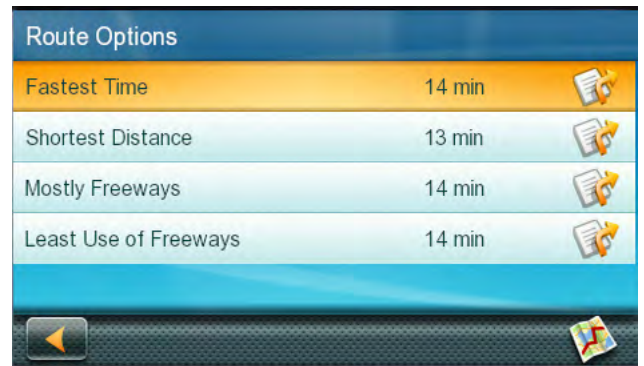 Route Options
Fastest Time 14 min
Shortest Distance 13 min
Mostly Freeways 14 min
Least Use of Freeways 14 min